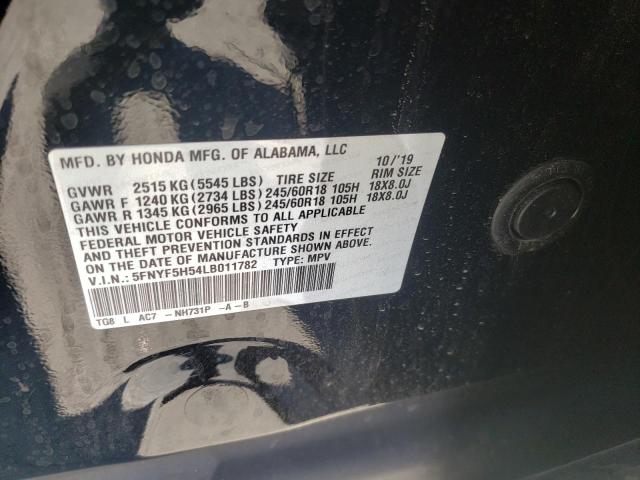 MFD. BY HONDA MFG. OF ALABAMA, LLC 10/'19
GVWR 2515 KG (5545 LBS) TIRE SIZE RIM SIZE
GAWR F 1240 KG (2734 LBS) 245/60R18 105H 18X8.0J
GAWR R 1345 KG (2965 LBS) 245/60R18 105H 18X8.0J
THIS VEHICLE CONFORMS TO ALL APPLICABLE
FEDERAL MOTOR VEHICLE SAFETY
AND THEFT PREVENTION STANDARDS IN EFFECT
ON THE DATE OF MANUFACTURE SHOWN ABOVE.
V.I.N.: 5FNYF5H54LB011782 TYPE: MPV
TG8 L AC7 -NH731P -A-B